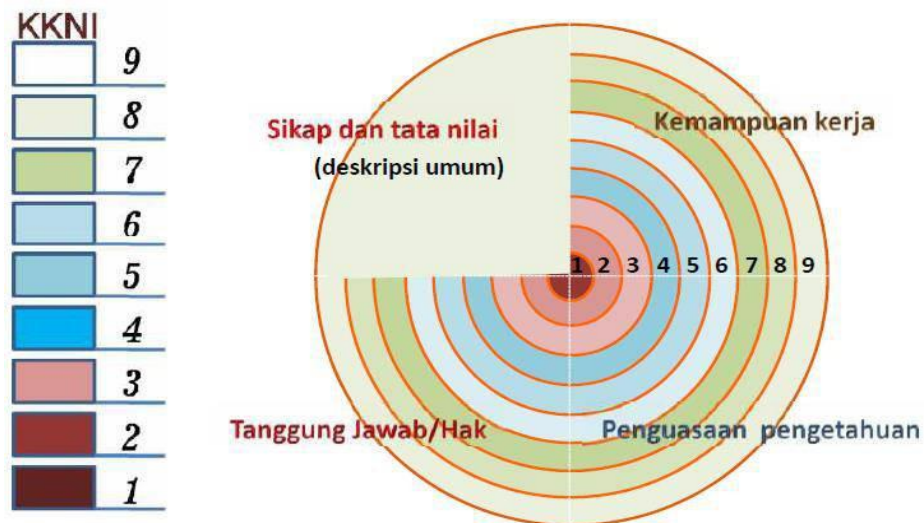 KKNI
9
8
7
6
5
4
3
2
1
Sikap dan tata nilai
(deskripsi umum)
Kemampuan kerja
1 2 3 4 5 6 7 8 9
Tanggung Jawab/Hak
Penguasaan pengetahuan